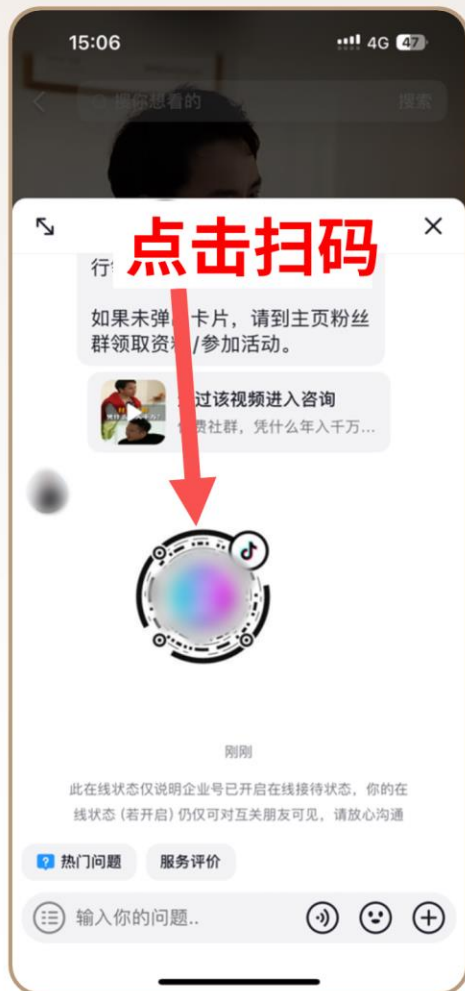 15:06
4G 47
搜你想看的 搜索
点击扫码
行
如果未弹 卡片，请到主页粉丝
群领取资 /参加活动。
过该视频进入咨询
费社群，凭什么年入千万...
刚刚
此在线状态仅说明企业号已开启在线接待状态，你的在
线状态 (若开启) 仍仅可对互关朋友可见，请放心沟通
热门问题 服务评价
输入你的问题..